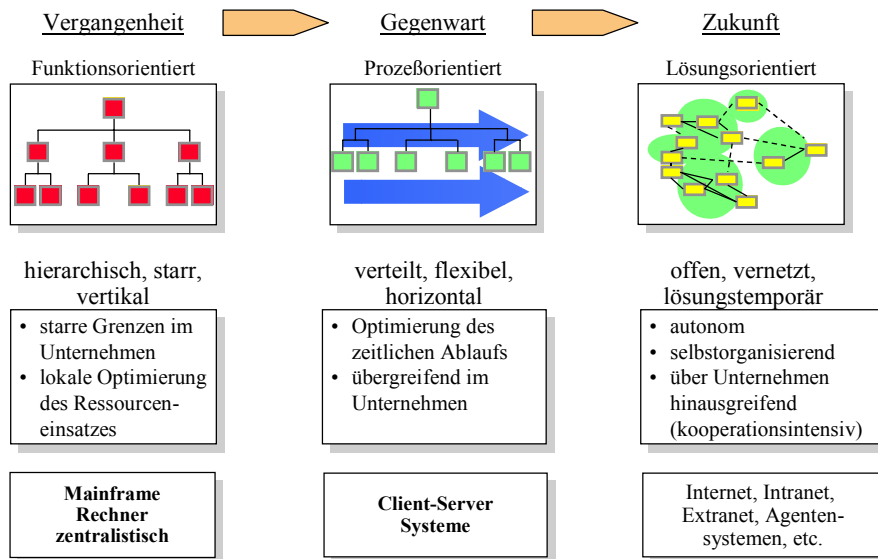 Vergangenheit
Gegenwart
Zukunft
Funktionsorientiert
Prozeßorientiert
Lösungsorientiert
hierarchisch, starr,
vertikal
verteilt, flexibel,
horizontal
offen, vernetzt,
lösungstemporär
• starre Grenzen im
Unternehmen
• lokale Optimierung
des Ressourcen-
einsatzes
• Optimierung des
zeitlichen Ablaufs
• übergreifend im
Unternehmen
• autonom
• selbstorganisierend
• über Unternehmen
hinausgreifend
(kooperationsintensiv)
Mainframe
Rechner
zentralistisch
Client-Server
Systeme
Internet, Intranet,
Extranet, Agenten-
systemen, etc.